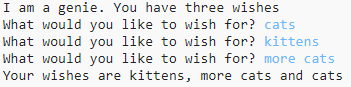 I am a genie. You have three wishes
What would you like to wish for? cats
What would you like to wish for? kittens
What would you like to wish for? more cats
Your wishes are kittens, more cats and cats